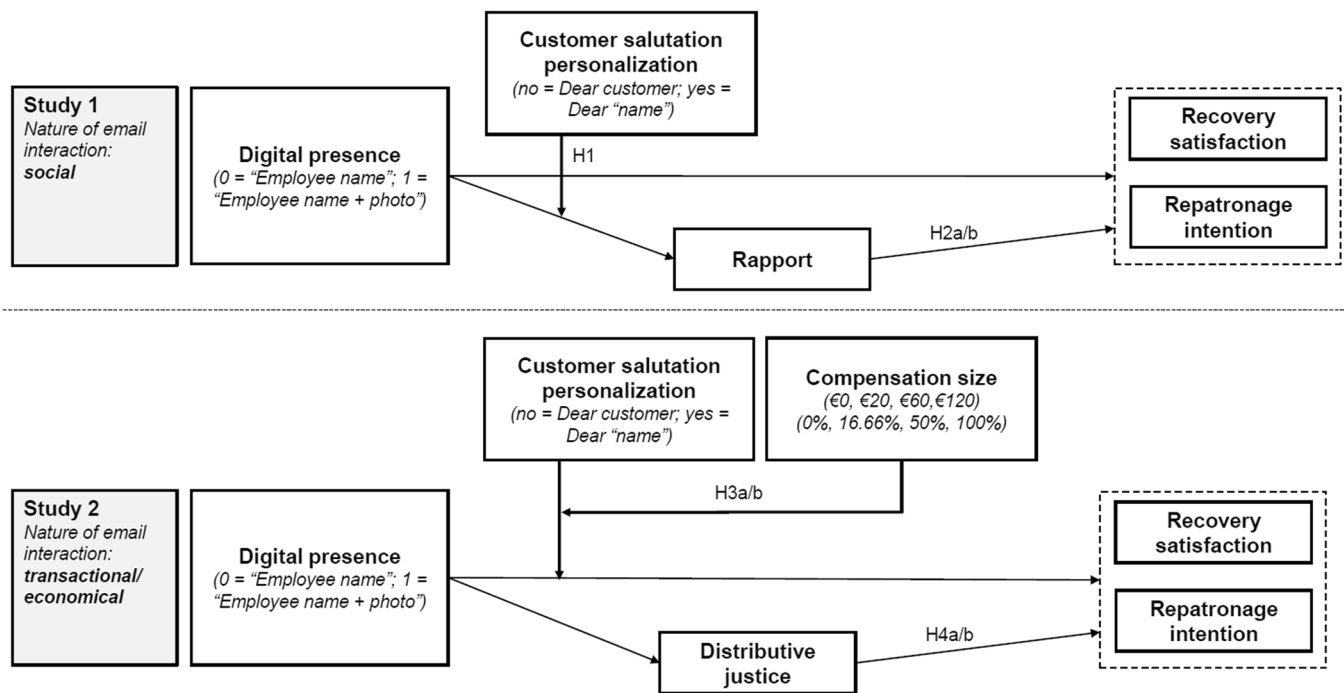 Customer salutation
personalization
(no = Dear customer; yes =
Dear “name”)
Study 1
Nature of email
interaction:
social
Digital presence
(0 = “Employee name”; 1 =
“Employee name + photo”)
H1
Recovery
satisfaction
Repatronage
intention
Rapport
H2a/b
Customer salutation
personalization
(no = Dear customer; yes =
Dear “name”)
Compensation size
(€0, €20, €60,€120)
(0%, 16.66%, 50%, 100%)
H3a/b
Study 2
Nature of email
interaction:
transactional/
economical
Digital presence
(0 = “Employee name”; 1 =
“Employee name + photo”)
Recovery
satisfaction
Repatronage
intention
Distributive
justice
H4a/b